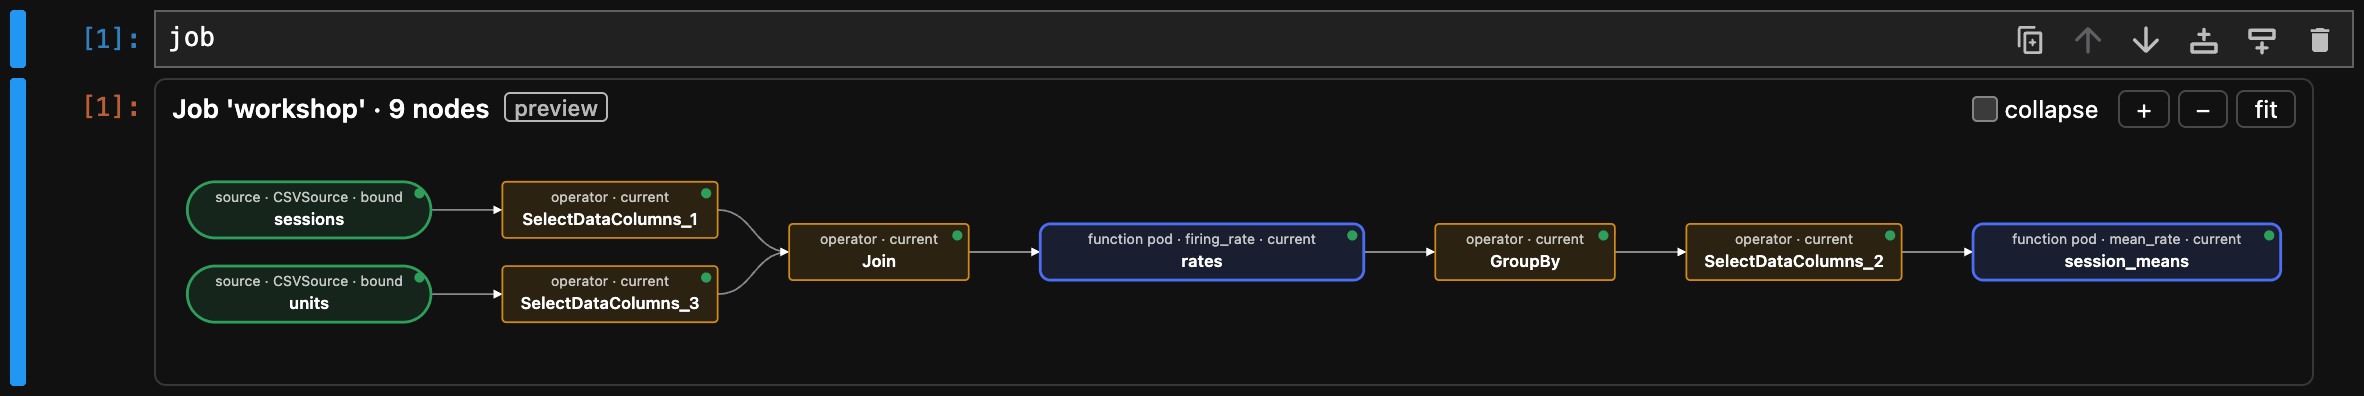 [1]: job
[1]: Job 'workshop' · 9 nodes preview collapse + − fit
source · CSVSource · bound
sessions
operator · current
SelectDataColumns_1
source · CSVSource · bound
units
operator · current
SelectDataColumns_3
operator · current
Join
function pod · firing_rate · current
rates
operator · current
GroupBy
operator · current
SelectDataColumns_2
function pod · mean_rate · current
session_means